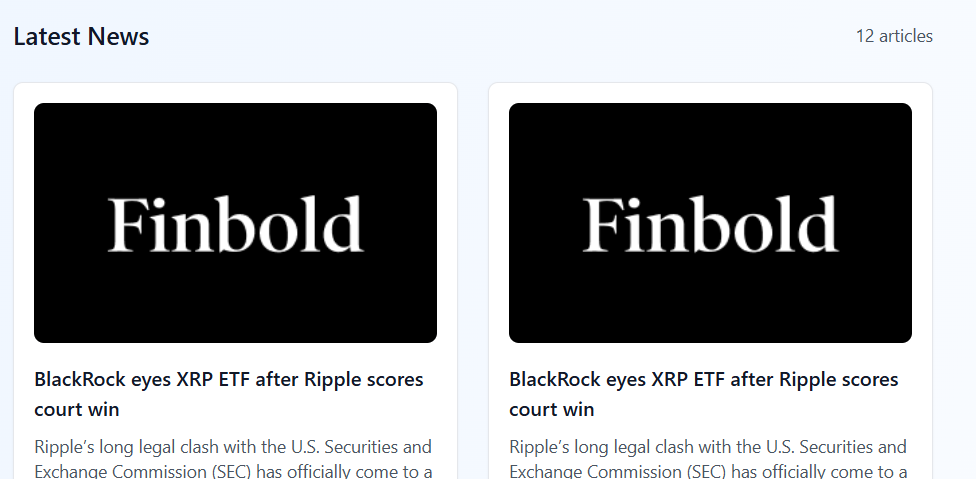 Latest News
12 articles
Finbold
BlackRock eyes XRP ETF after Ripple scores
court win
Ripple’s long legal clash with the U.S. Securities and
Exchange Commission (SEC) has officially come to a
Finbold
BlackRock eyes XRP ETF after Ripple scores
court win
Ripple’s long legal clash with the U.S. Securities and
Exchange Commission (SEC) has officially come to a